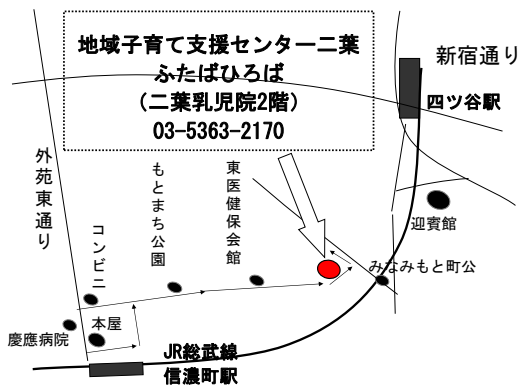 地域子育て支援センター二葉
ふたばひろば
（二葉乳児院2階）
03-5363-2170
新宿通り
四ツ谷駅
外苑東通り
コンビニ
もとまち公園
東医健保会館
迎賓館
みなみもと町公
慶應病院
本屋
JR総武線
信濃町駅